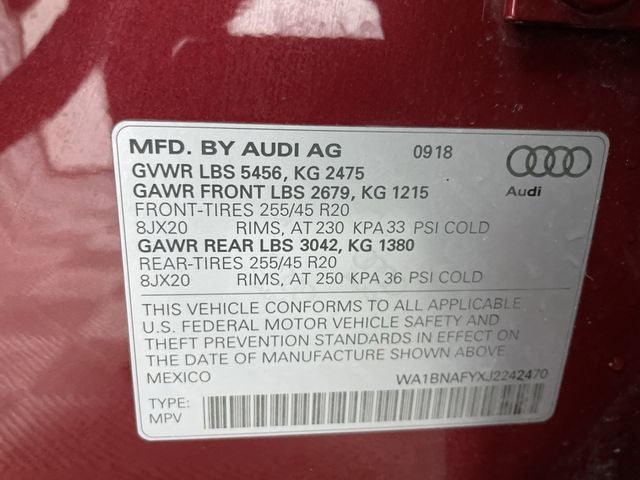 MFD. BY AUDI AG 0918
GVWR LBS 5456, KG 2475
GAWR FRONT LBS 2679, KG 1215
Audi
FRONT-TIRES 255/45 R20
8JX20 RIMS, AT 230 KPA 33 PSI COLD
GAWR REAR LBS 3042, KG 1380
REAR-TIRES 255/45 R20
8JX20 RIMS, AT 250 KPA 36 PSI COLD
THIS VEHICLE CONFORMS TO ALL APPLICABLE
U.S. FEDERAL MOTOR VEHICLE SAFETY AND
THEFT PREVENTION STANDARDS IN EFFECT ON
THE DATE OF MANUFACTURE SHOWN ABOVE
MEXICO WA1BNAFYXJ2242470
TYPE:
MPV